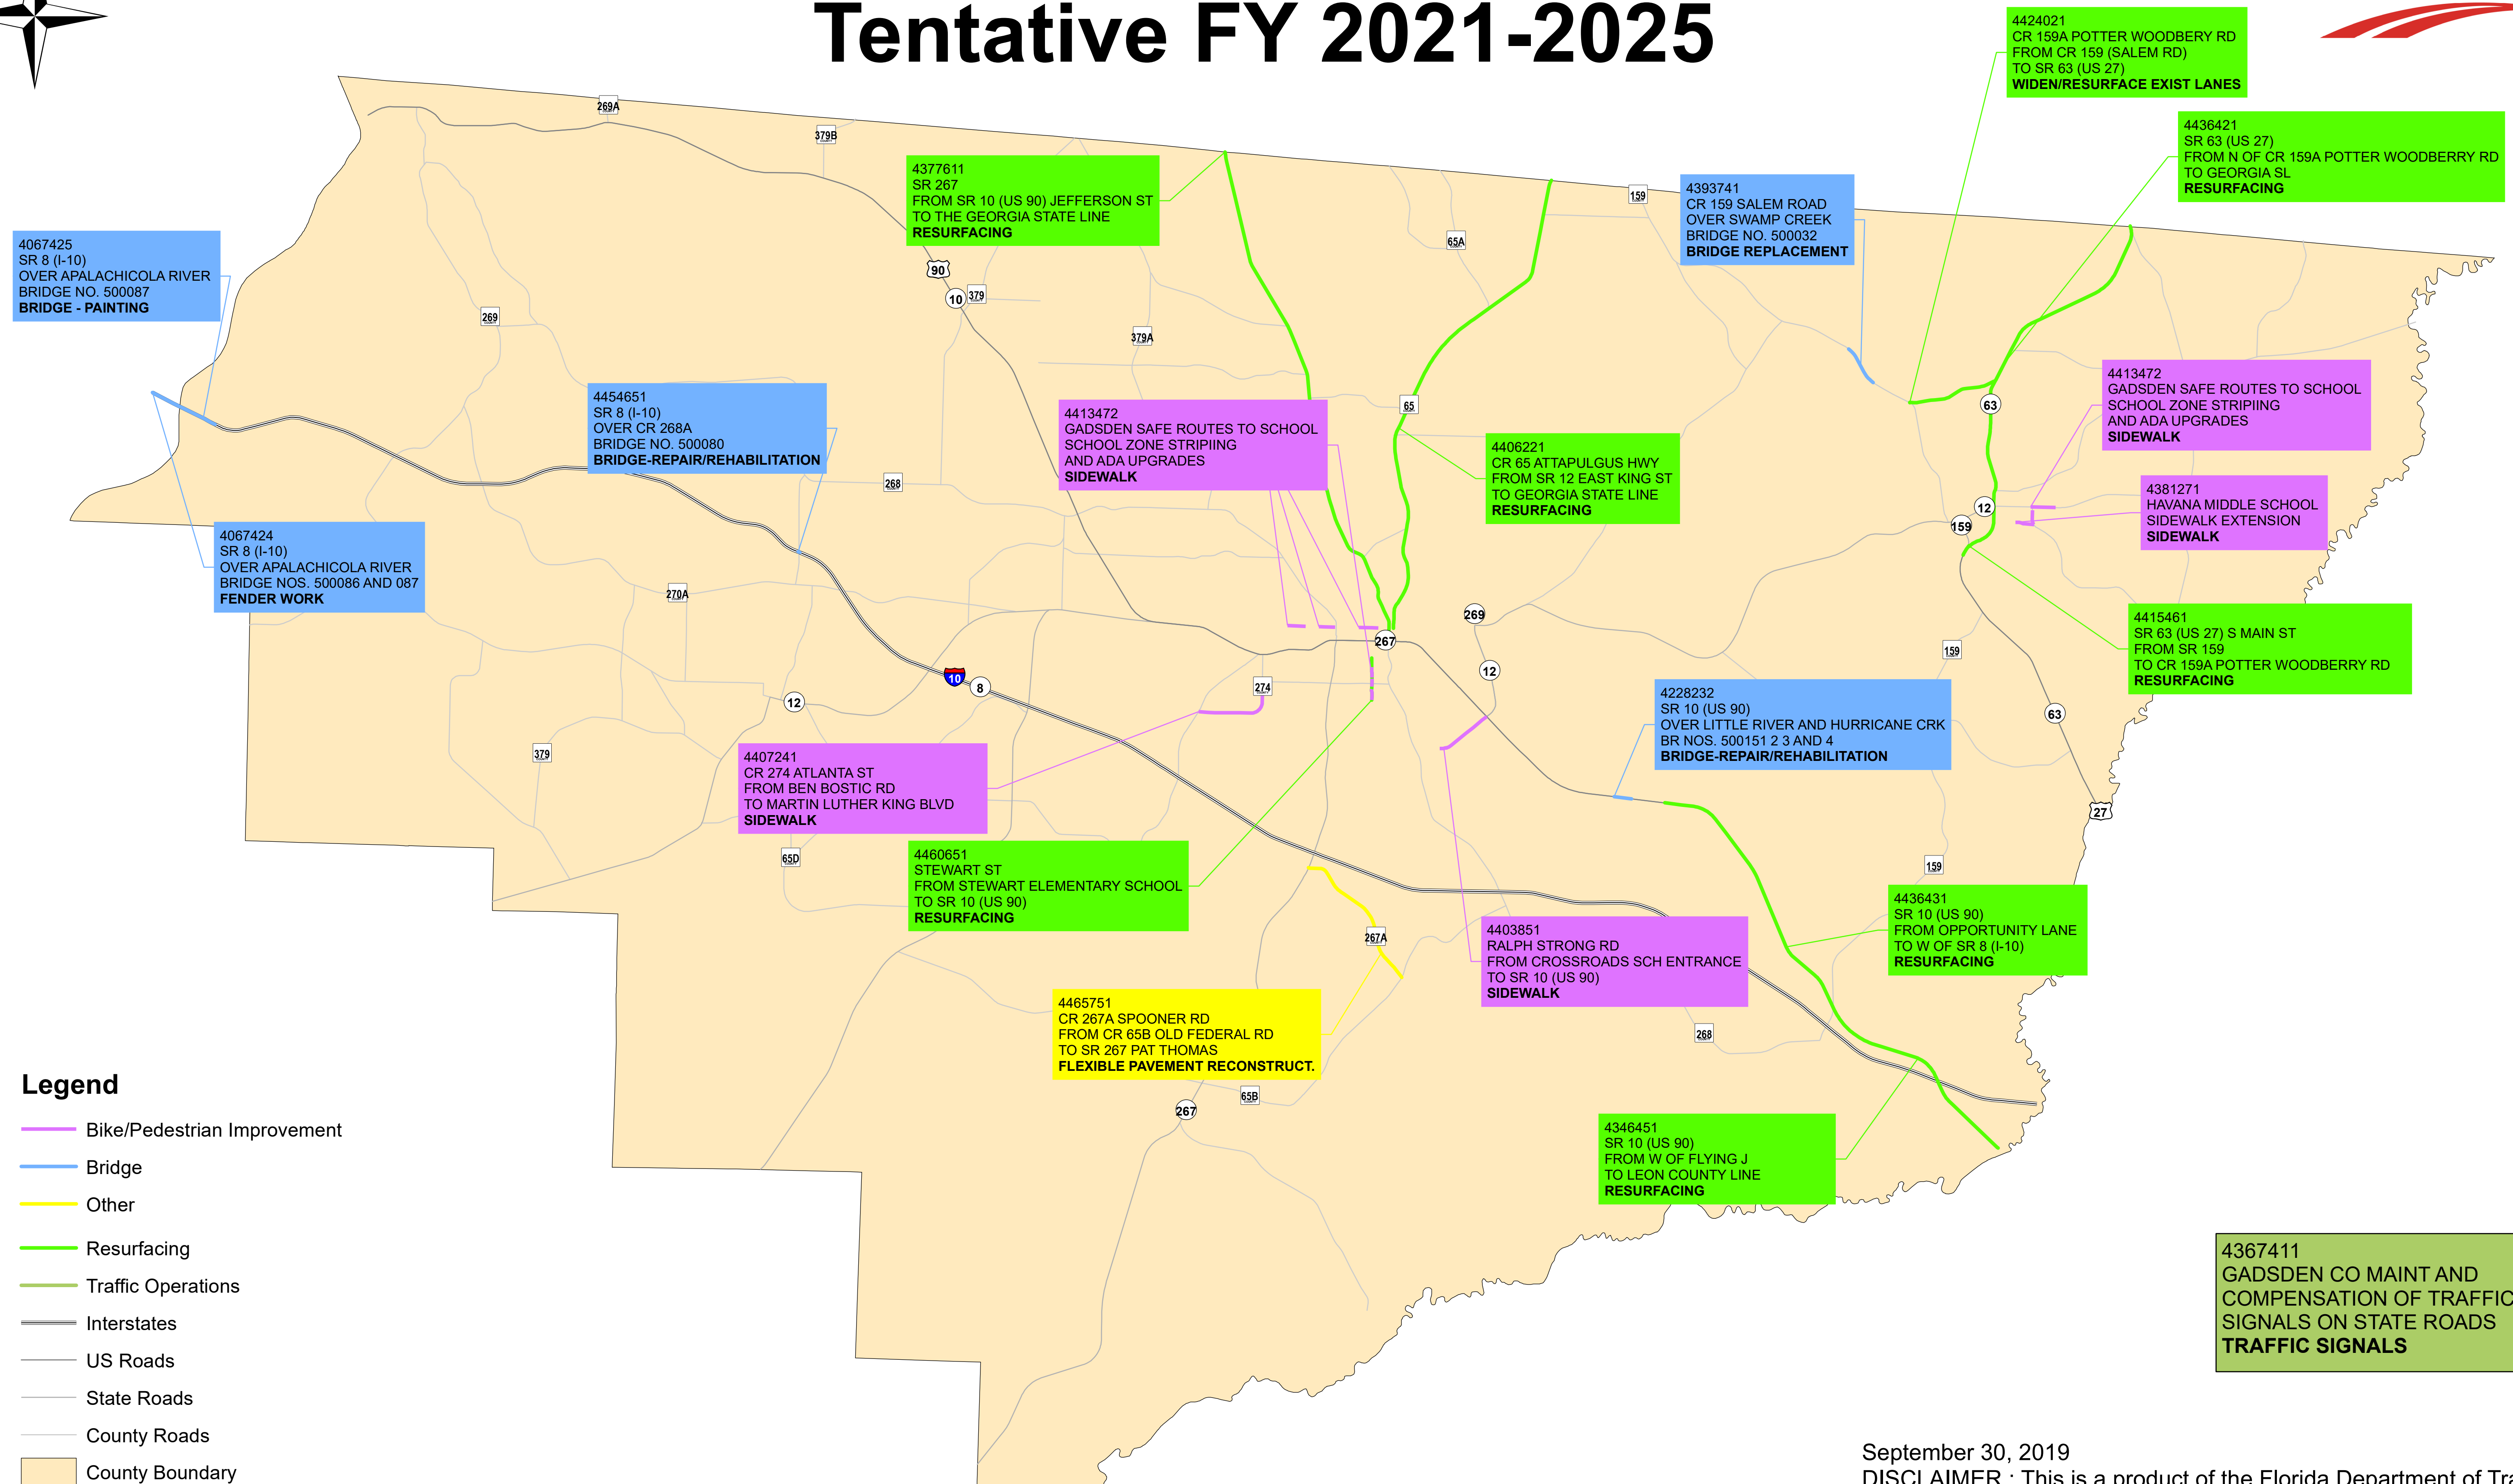 Tentative FY 2021-2025
4424021
CR 159A POTTER WOODBERY RD
FROM CR 159 (SALEM RD)
TO SR 63 (US 27)
WIDEN/RESURFACE EXIST LANES
4436421
SR 63 (US 27)
FROM N OF CR 159A POTTER WOODBERRY RD
TO GEORGIA SL
RESURFACING
269A
379B
4377611
SR 267
FROM SR 10 (US 90) JEFFERSON ST
TO THE GEORGIA STATE LINE
RESURFACING
159
4393741
CR 159 SALEM ROAD
OVER SWAMP CREEK
BRIDGE NO. 500032
BRIDGE REPLACEMENT
4067425
SR 8 (I-10)
OVER APALACHICOLA RIVER
BRIDGE NO. 500087
BRIDGE - PAINTING
65A
90
10
379
269
379A
4454651
SR 8 (I-10)
OVER CR 268A
BRIDGE NO. 500080
BRIDGE-REPAIR/REHABILITATION
4413472
GADSDEN SAFE ROUTES TO SCHOOL
SCHOOL ZONE STRIPIING
AND ADA UPGRADES
SIDEWALK
65
63
4413472
GADSDEN SAFE ROUTES TO SCHOOL
SCHOOL ZONE STRIPIING
AND ADA UPGRADES
SIDEWALK
4406221
CR 65 ATTAPULGUS HWY
FROM SR 12 EAST KING ST
TO GEORGIA STATE LINE
RESURFACING
268
4381271
HAVANA MIDDLE SCHOOL
SIDEWALK EXTENSION
SIDEWALK
12
159
4067424
SR 8 (I-10)
OVER APALACHICOLA RIVER
BRIDGE NOS. 500086 AND 087
FENDER WORK
270A
269
267
4415461
SR 63 (US 27) S MAIN ST
FROM SR 159
TO CR 159A POTTER WOODBERRY RD
RESURFACING
159
12
10
8
274
12
4228232
SR 10 (US 90)
OVER LITTLE RIVER AND HURRICANE CRK
BR NOS. 500151 2 3 AND 4
BRIDGE-REPAIR/REHABILITATION
63
379
4407241
CR 274 ATLANTA ST
FROM BEN BOSTIC RD
TO MARTIN LUTHER KING BLVD
SIDEWALK
27
65D
4460651
STEWART ST
FROM STEWART ELEMENTARY SCHOOL
TO SR 10 (US 90)
RESURFACING
159
4436431
SR 10 (US 90)
FROM OPPORTUNITY LANE
TO W OF SR 8 (I-10)
RESURFACING
267A
4403851
RALPH STRONG RD
FROM CROSSROADS SCH ENTRANCE
TO SR 10 (US 90)
SIDEWALK
4465751
CR 267A SPOONER RD
FROM CR 65B OLD FEDERAL RD
TO SR 267 PAT THOMAS
FLEXIBLE PAVEMENT RECONSTRUCT.
268
65B
267
4346451
SR 10 (US 90)
FROM W OF FLYING J
TO LEON COUNTY LINE
RESURFACING
Legend
Bike/Pedestrian Improvement
Bridge
Other
Resurfacing
Traffic Operations
Interstates
US Roads
State Roads
County Roads
County Boundary
4367411
GADSDEN CO MAINT AND
COMPENSATION OF TRAFFIC
SIGNALS ON STATE ROADS
TRAFFIC SIGNALS
September 30, 2019
DISCLAIMER : This is a product of the Florida Department of